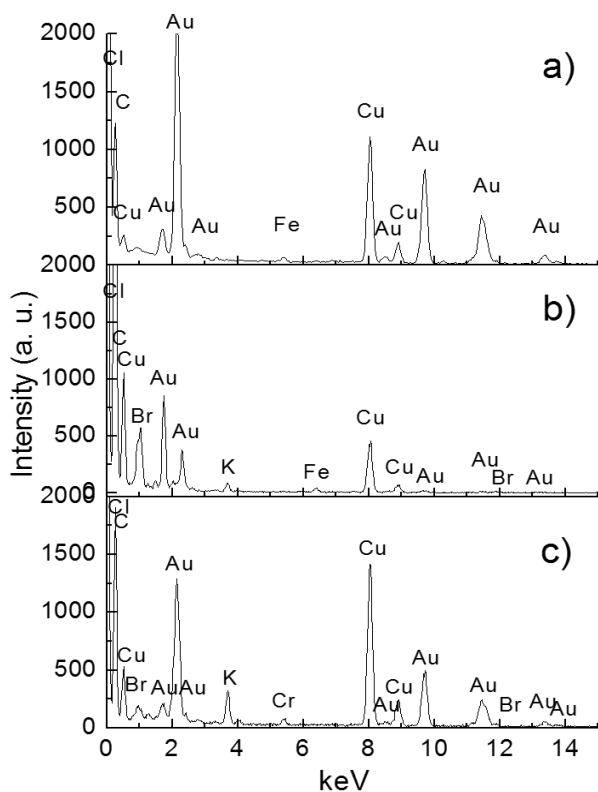 2000 Au
Cl a)
1500 C
Cu
1000 Au
Au
500 Cu Au Au Fe Au Cu Au
2000
Cl b)
1500 C
Cu
1000 Au
Br Cu
500 Au
K Fe Cu Au Au Br Au
0
2000
Cl
C c)
1500 Au Cu
1000
Cu K Au
500 Br Au Au Cr Au Cu Au Br Au Au
0
0 2 4 6 8 10 12 14
keV
Intensity (a. u.)